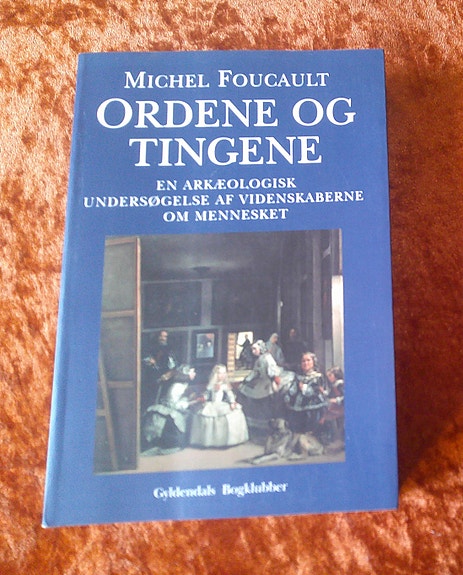 MICHEL FOUCAULT
ORDENE OG
TINGENE
EN ARKÆOLOGISK
UNDERSØGELSE AF VIDENSKABERNE
OM MENNESKET
Gyldendals Bogklubber